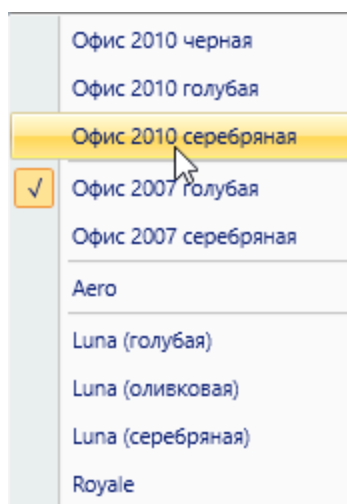 Офис 2010 черная
Офис 2010 голубая
Офис 2010 серебряная
Офис 2007 голубая
Офис 2007 серебряная
Aero
Luna (голубая)
Luna (оливковая)
Luna (серебряная)
Royale